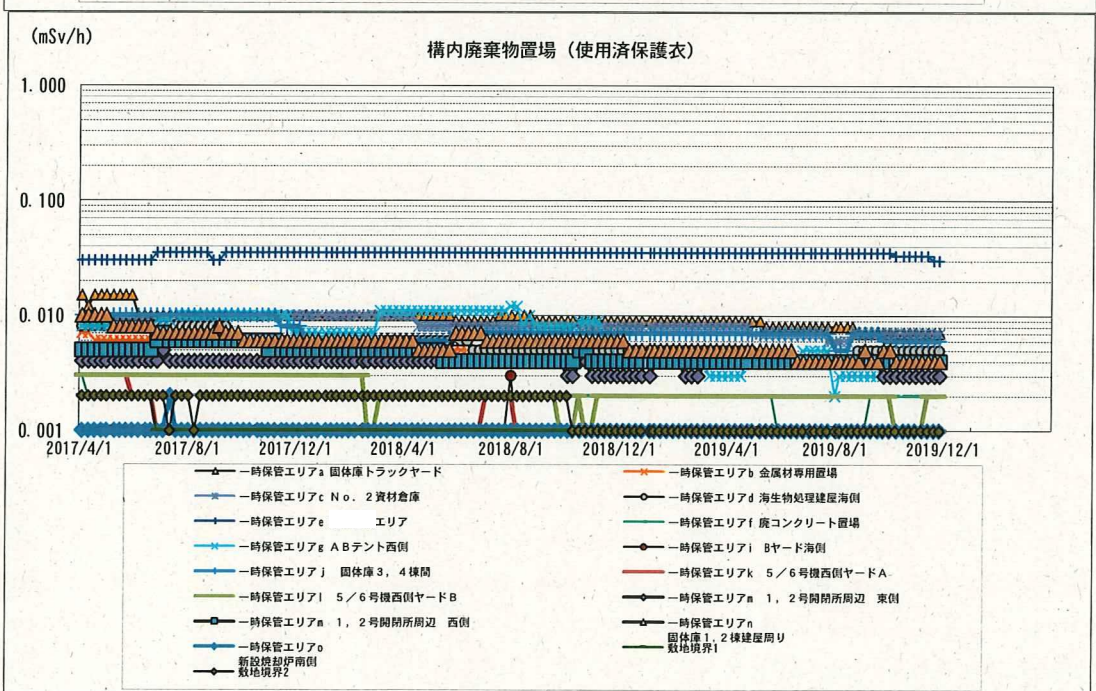 (mSv/h)
構内廃棄物置場（使用済保護衣）
1.000
0.100
0.010
0.001
2017/4/1 2017/8/1 2017/12/1 2018/4/1 2018/8/1 2018/12/1 2019/4/1 2019/8/1 2019/12/1
一時保管エリアa 固体庫トラックヤード
一時保管エリアb 金属材専用置場
一時保管エリアc No．2資材倉庫
一時保管エリアd 海生物処理建屋海側
一時保管エリアe エリア
一時保管エリアf 廃コンクリート置場
一時保管エリアg ABテント西側
一時保管エリアi Bヤード海側
一時保管エリアj 固体庫3，4棟間
一時保管エリアk 5／6号機西側ヤードA
一時保管エリアl 5／6号機西側ヤードB
一時保管エリアm 1，2号開閉所周辺 東側
一時保管エリアm 1，2号開閉所周辺 西側
一時保管エリアn
固体庫1,2棟建屋周り
一時保管エリアo
敷地境界1
新設焼却炉南側
敷地境界2